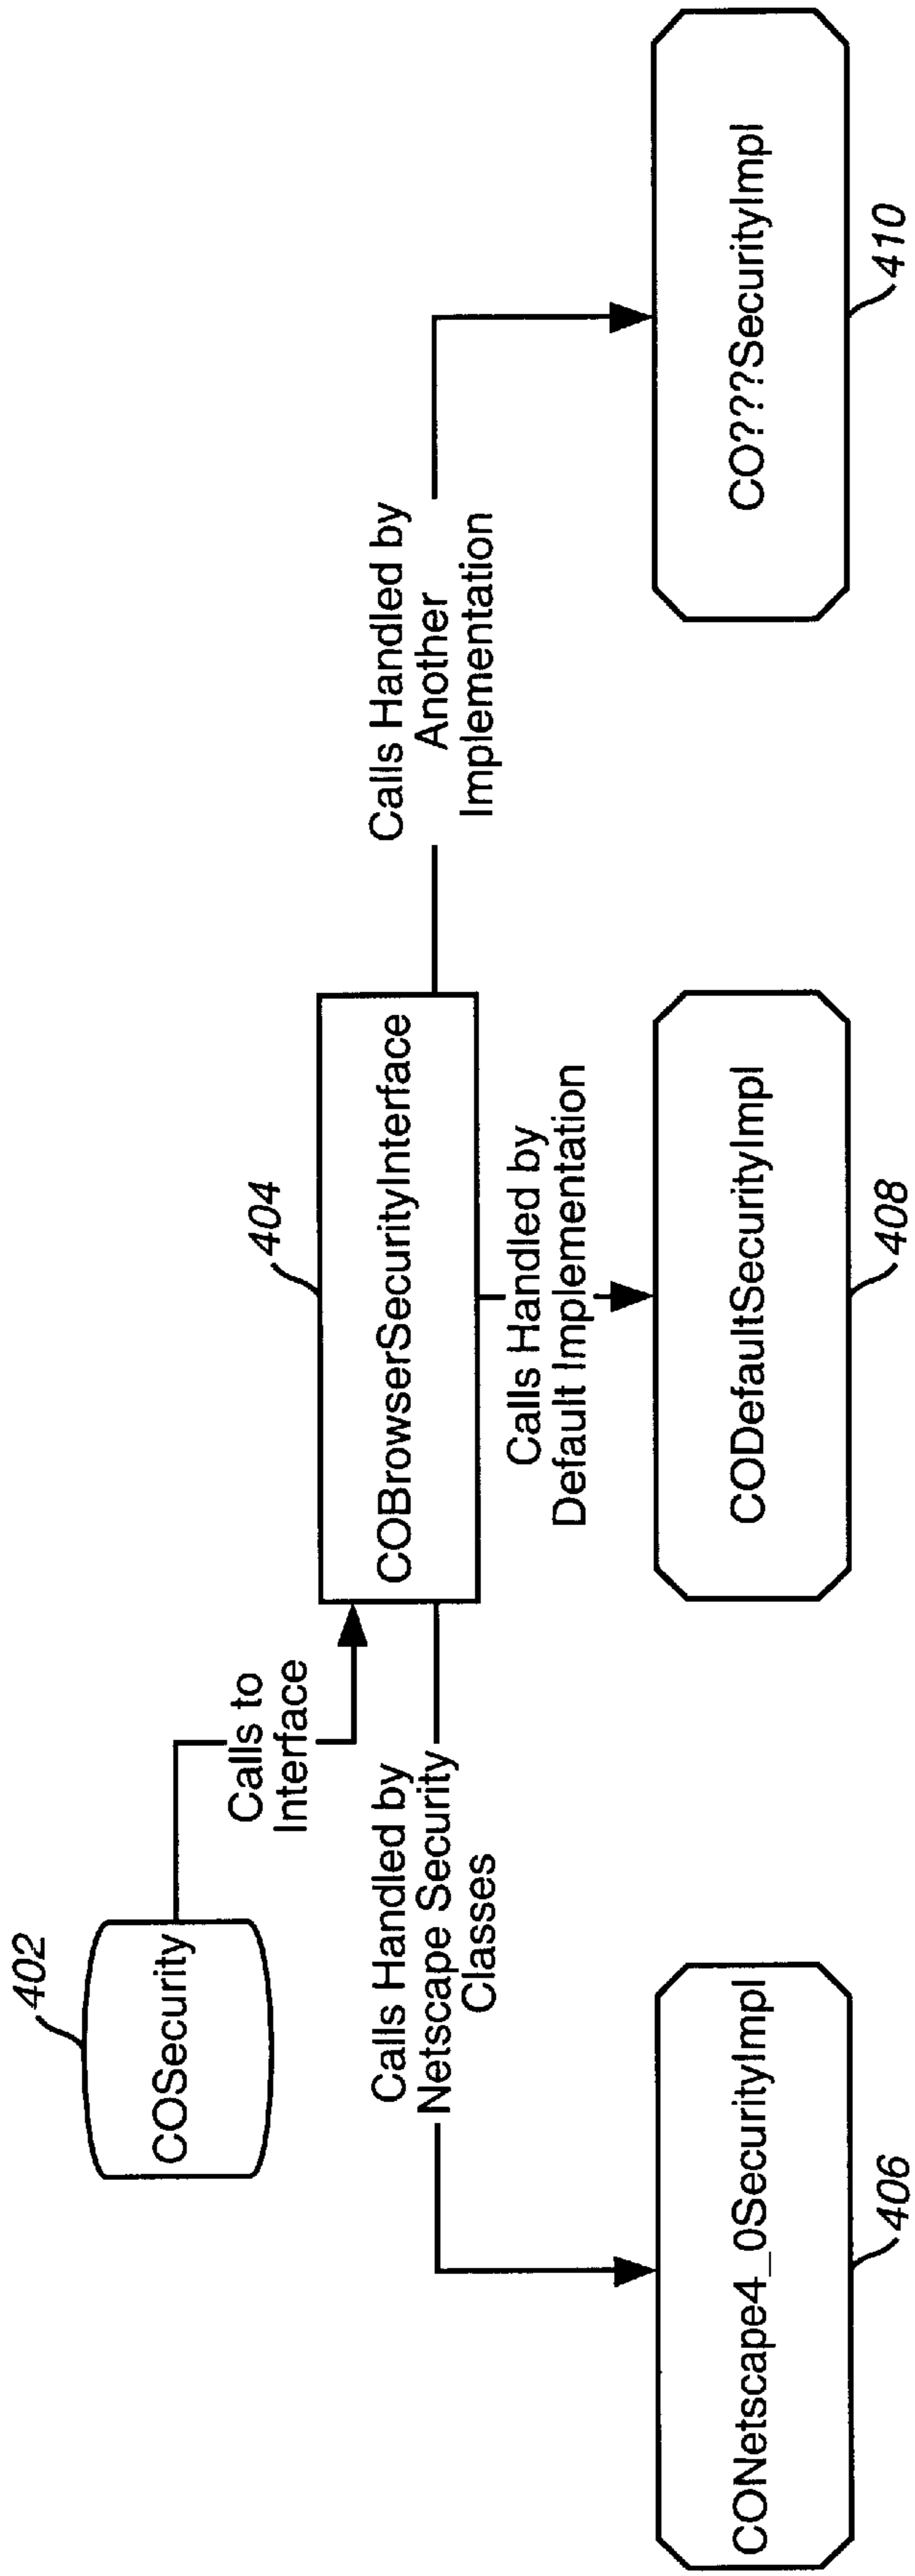 402
COSecurity
Calls to
Interface
404
COBrowserSecurityInterface
Calls Handled by
Netscape Security
Classes
Calls Handled by
Default Implementation
Calls Handled by
Another
Implementation
CONetscape4_0SecurityImpl
406
CODefaultSecurityImpl
408
CO???SecurityImpl
410